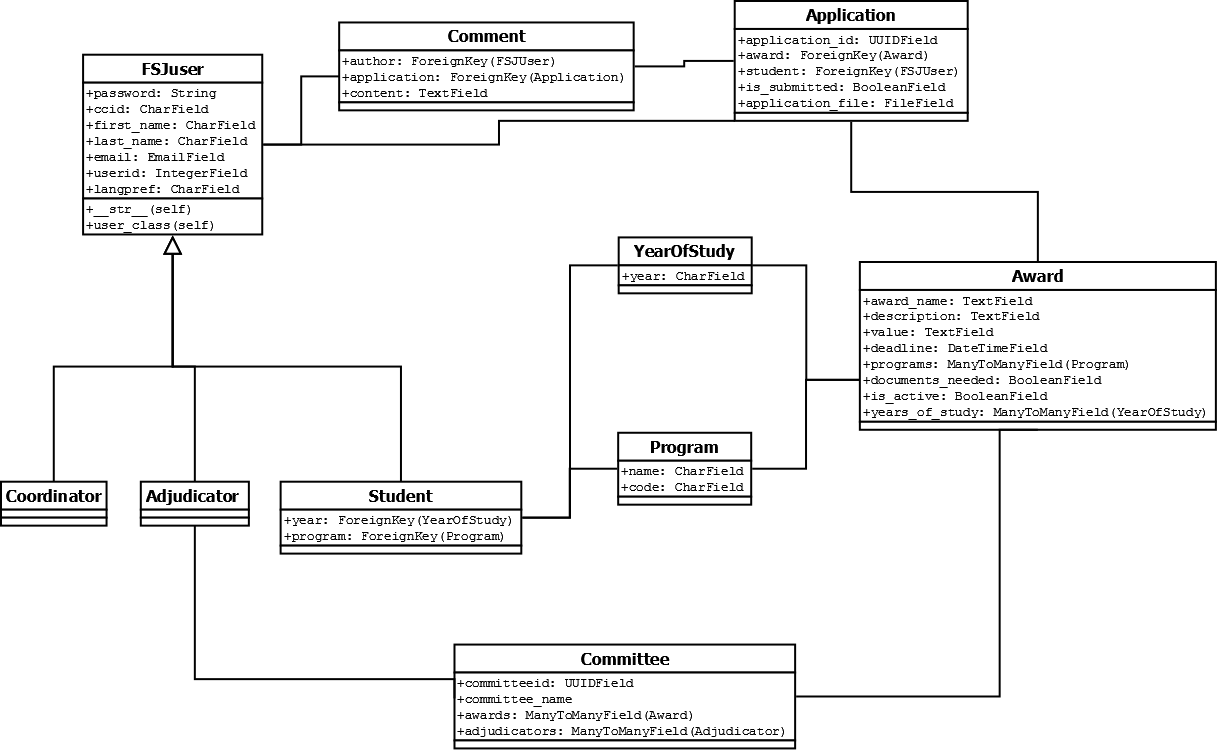 Application
+application_id: UUIDField
+award: ForeignKey(Award)
+student: ForeignKey(FSJUser)
+is_submitted: BooleanField
+application_file: FileField
Comment
+author: ForeignKey(FSJUser)
+application: ForeignKey(Application)
+content: TextField
FSJuser
+password: String
+ccid: CharField
+first_name: CharField
+last_name: CharField
+email: EmailField
+userid: IntegerField
+langpref: CharField
+__str__(self)
+user_class(self)
YearOfStudy
+year: CharField
Award
+award_name: TextField
+description: TextField
+value: TextField
+deadline: DateTimeField
+programs: ManyToManyField(Program)
+documents_needed: BooleanField
+is_active: BooleanField
+years_of_study: ManyToManyField(YearOfStudy)
Program
+name: CharField
+code: CharField
Coordinator
Adjudicator
Student
+year: ForeignKey(YearOfStudy)
+program: ForeignKey(Program)
Committee
+committeeid: UUIDField
+committee_name
+awards: ManyToManyField(Award)
+adjudicators: ManyToManyField(Adjudicator)